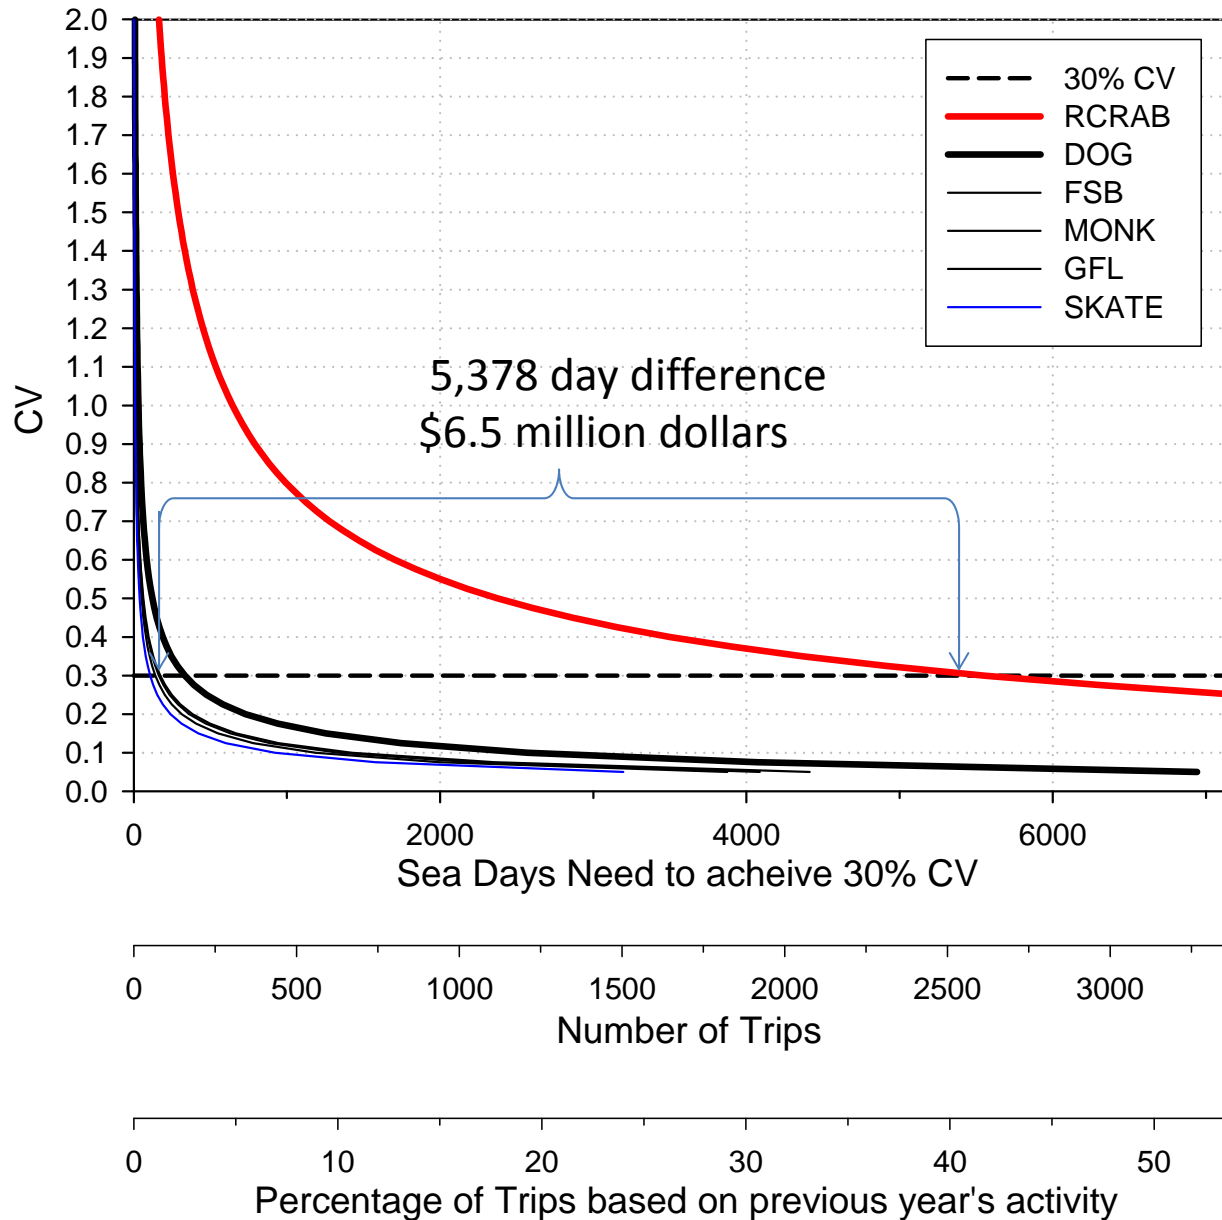 2.0
1.9
1.8
1.7
1.6
1.5
1.4
1.3
1.2
1.1
1.0
0.9
0.8
0.7
0.6
0.5
0.4
0.3
0.2
0.1
0.0
CV
30% CV
RCRAB
DOG
FSB
MONK
GFL
SKATE
5,378 day difference
$6.5 million dollars
0 2000 4000 6000
Sea Days Need to acheive 30% CV
0 500 1000 1500 2000 2500 3000
Number of Trips
0 10 20 30 40 50
Percentage of Trips based on previous year's activity